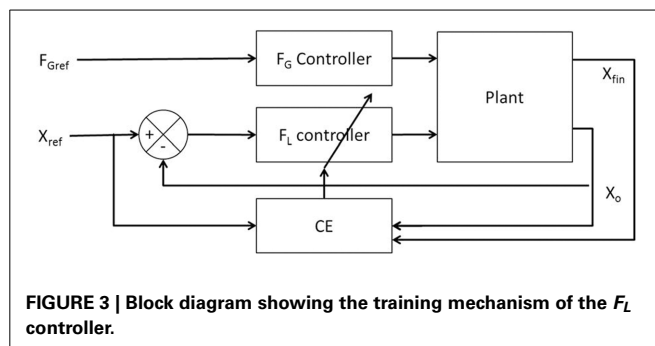 F_Gref
F_G Controller
Plant
X_fin
X_ref
+
-
F_L controller
X_o
CE
FIGURE 3 | Block diagram showing the training mechanism of the F_L
controller.